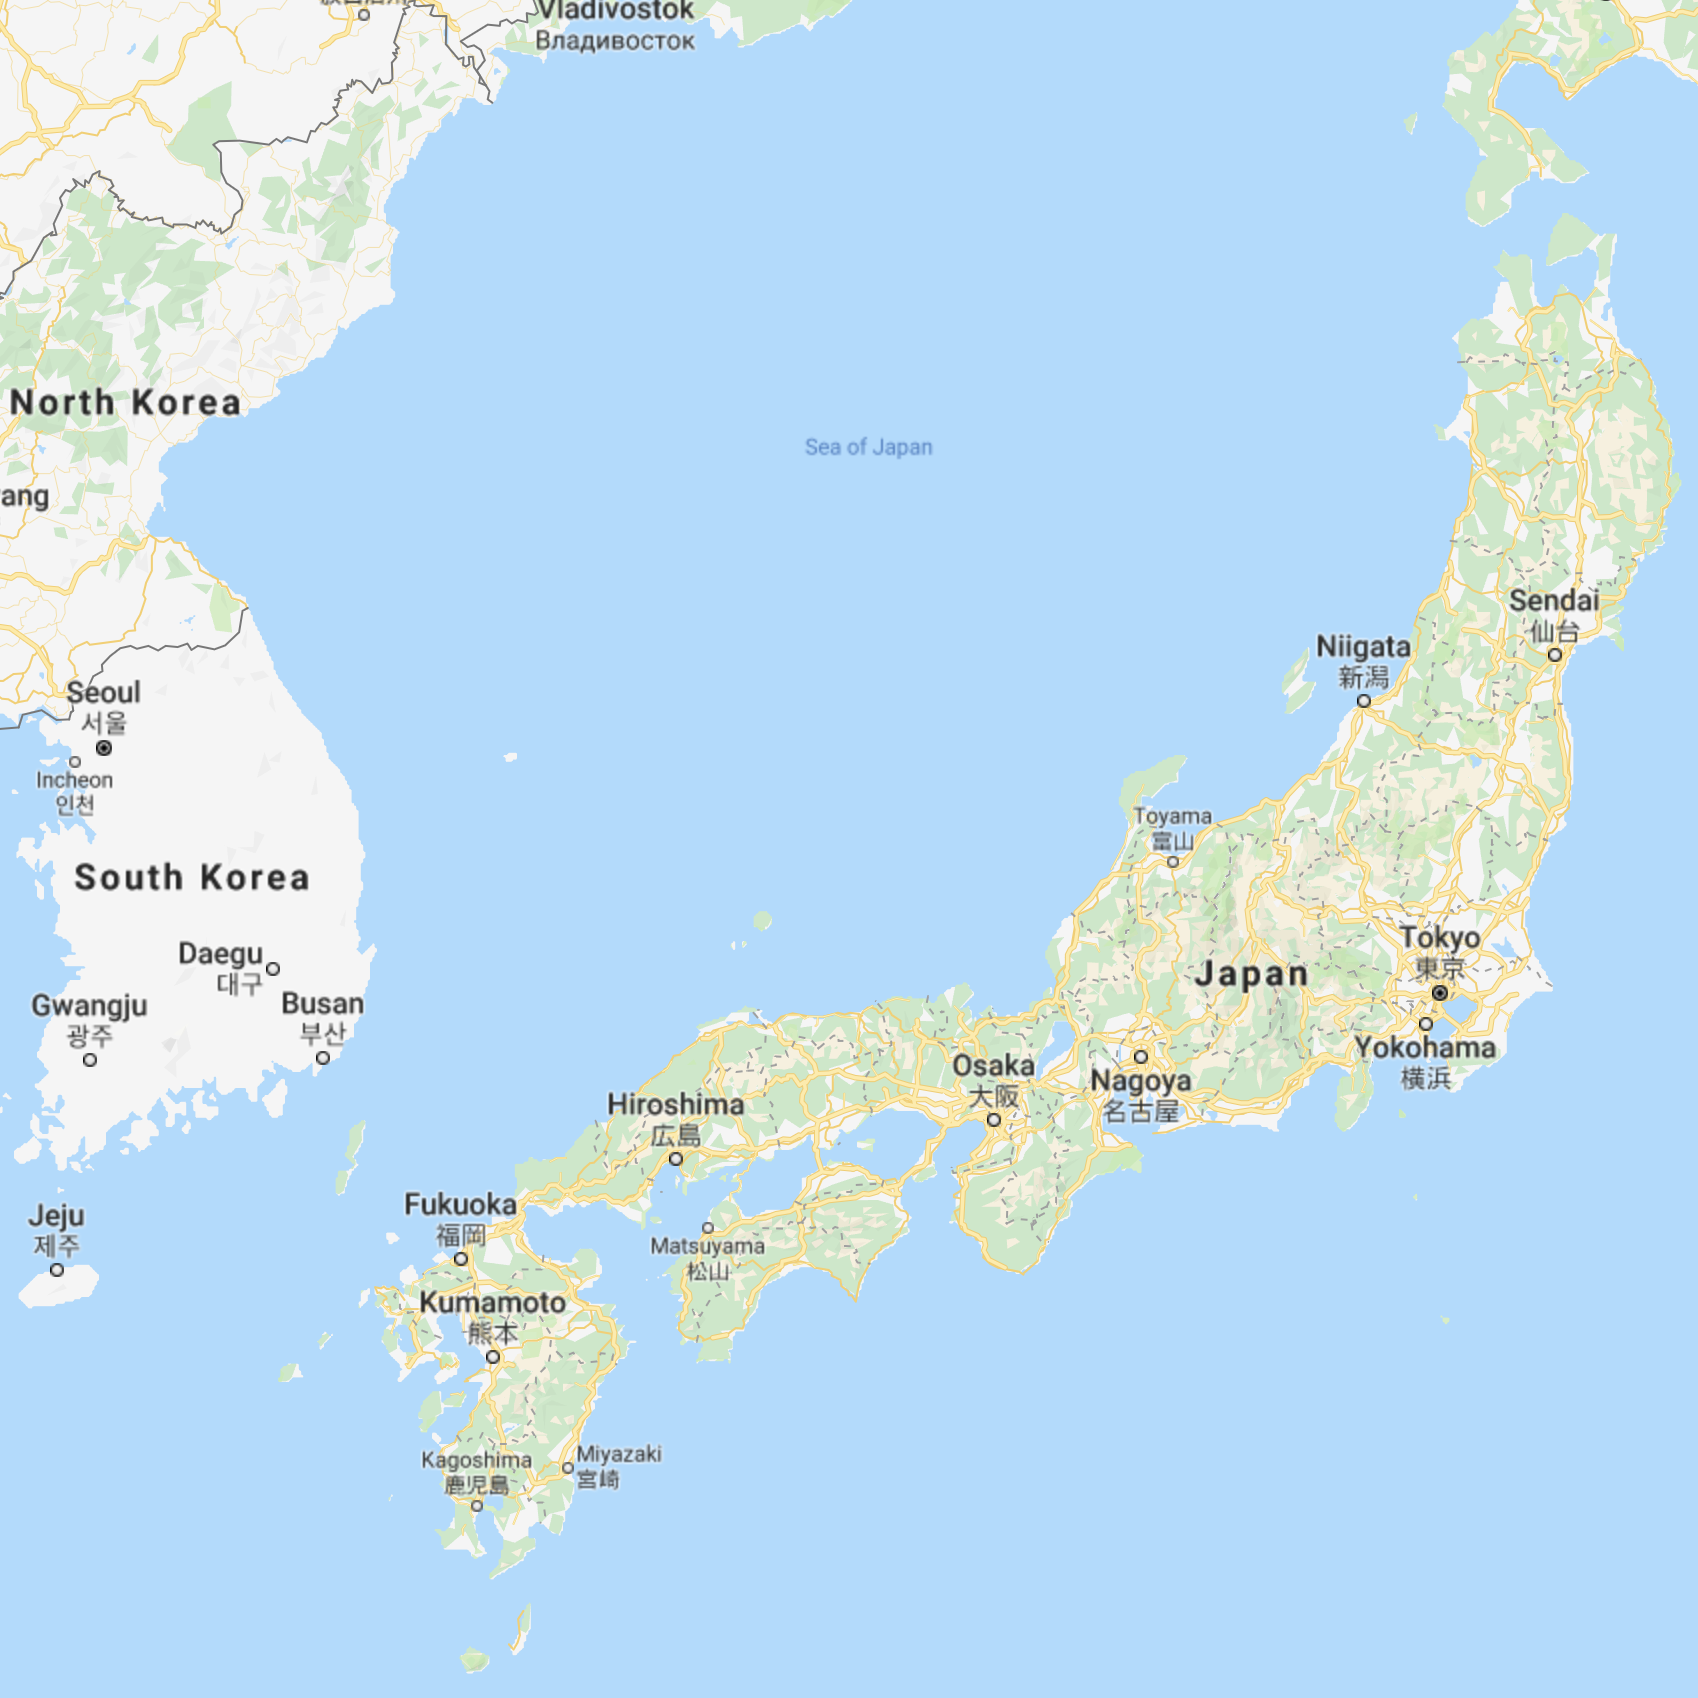 Vladivostok
Владивосток
North Korea
ang
Sea of Japan
Sendai
仙台
Niigata
新潟
Seoul
서울
Incheon
인천
Toyama
富山
South Korea
Daegu
대구
Tokyo
東京
Japan
Gwangju
광주
Busan
부산
Yokohama
横浜
Osaka
大阪
Nagoya
名古屋
Hiroshima
広島
Fukuoka
福岡
Jeju
제주
Matsuyama
松山
Kumamoto
熊本
Kagoshima
鹿児島
Miyazaki
宮崎